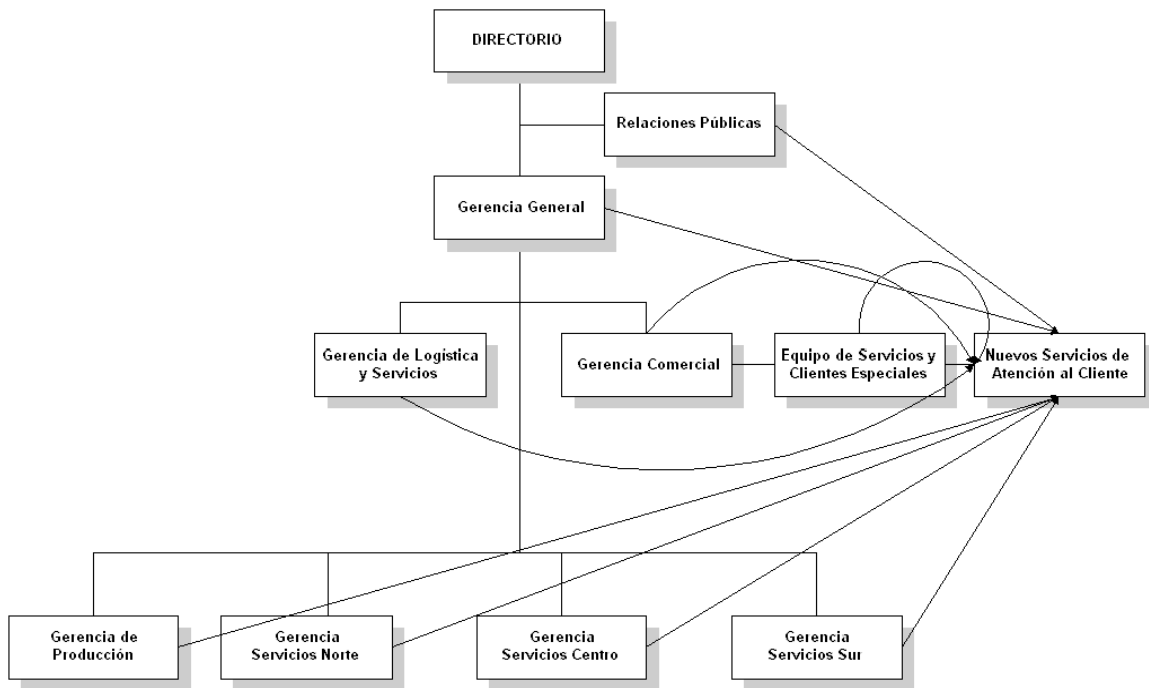 DIRECTORIO
Relaciones Públicas
Gerencia General
Gerencia de Logística
y Servicios
Gerencia Comercial
Equipo de Servicios y
Clientes Especiales
Nuevos Servicios de
Atención al Cliente
Gerencia de
Producción
Gerencia
Servicios Norte
Gerencia
Servicios Centro
Gerencia
Servicios Sur